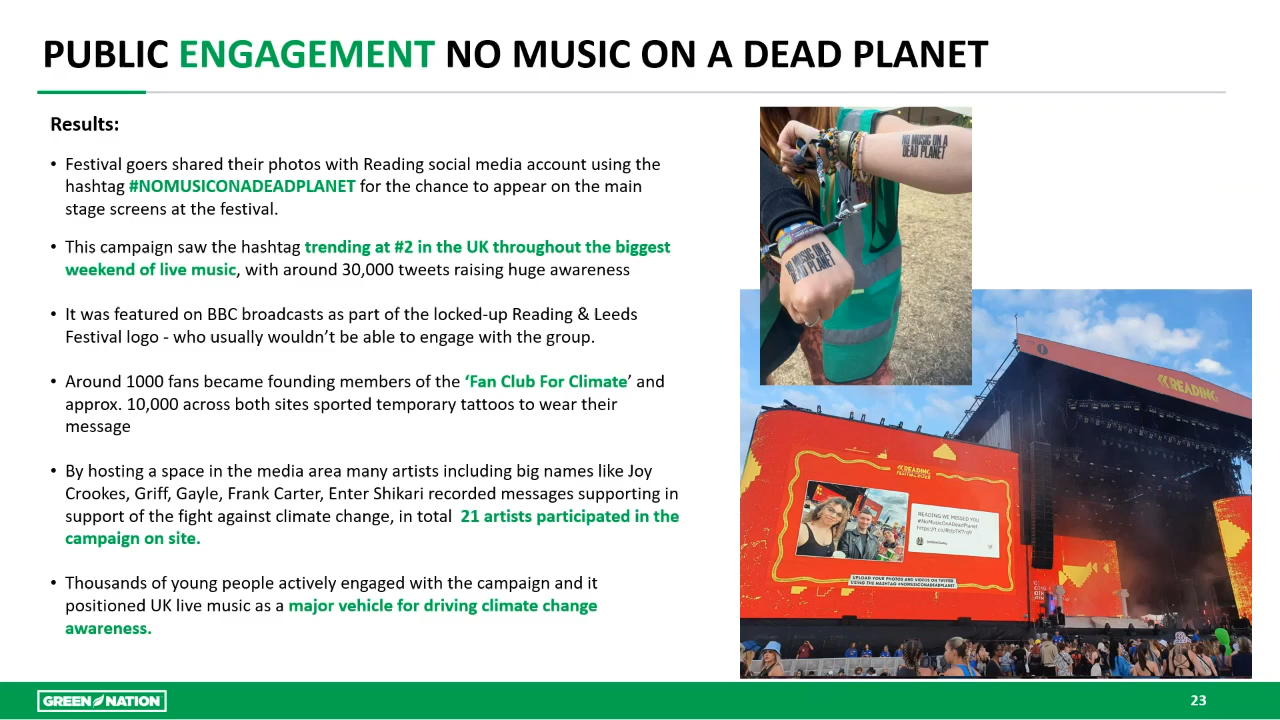 PUBLIC ENGAGEMENT NO MUSIC ON A DEAD PLANET
Results:
• Festival goers shared their photos with Reading social media account using the
hashtag #NOMUSICONADEADPLANET for the chance to appear on the main
stage screens at the festival.
• This campaign saw the hashtag trending at #2 in the UK throughout the biggest
weekend of live music, with around 30,000 tweets raising huge awareness
• It was featured on BBC broadcasts as part of the locked-up Reading & Leeds
Festival logo - who usually wouldn’t be able to engage with the group.
• Around 1000 fans became founding members of the ‘Fan Club For Climate’ and
approx. 10,000 across both sites sported temporary tattoos to wear their
message
• By hosting a space in the media area many artists including big names like Joy
Crookes, Griff, Gayle, Frank Carter, Enter Shikari recorded messages supporting in
support of the fight against climate change, in total  21 artists participated in the
campaign on site.
• Thousands of young people actively engaged with the campaign and it
positioned UK live music as a major vehicle for driving climate change
awareness.
NO MUSIC ON A
DEAD PLANET
NO MUSIC ON A
DEAD PLANET
READING
READING
READING WE MISSED YOU
#NoMusicOnADeadPlanet
UPLOAD YOUR PHOTOS AND VIDEOS ON TWITTER
USING THE HASHTAG #NOMUSICONADEADPLANET
GREEN NATION
23